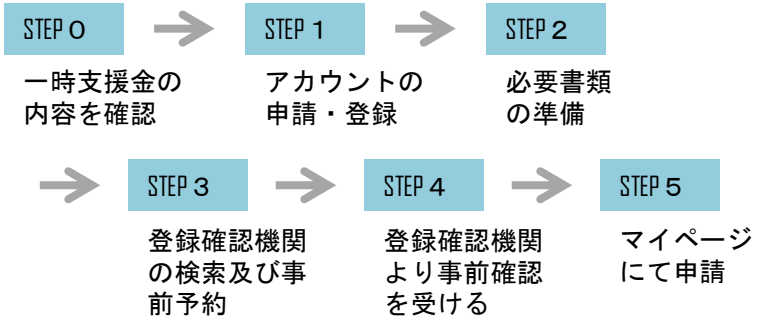 STEP 0
一時支援金の
内容を確認
STEP 1
アカウントの
申請・登録
STEP 2
必要書類
の準備
STEP 3
登録確認機関
の検索及び事
前予約
STEP 4
登録確認機関
より事前確認
を受ける
STEP 5
マイページ
にて申請